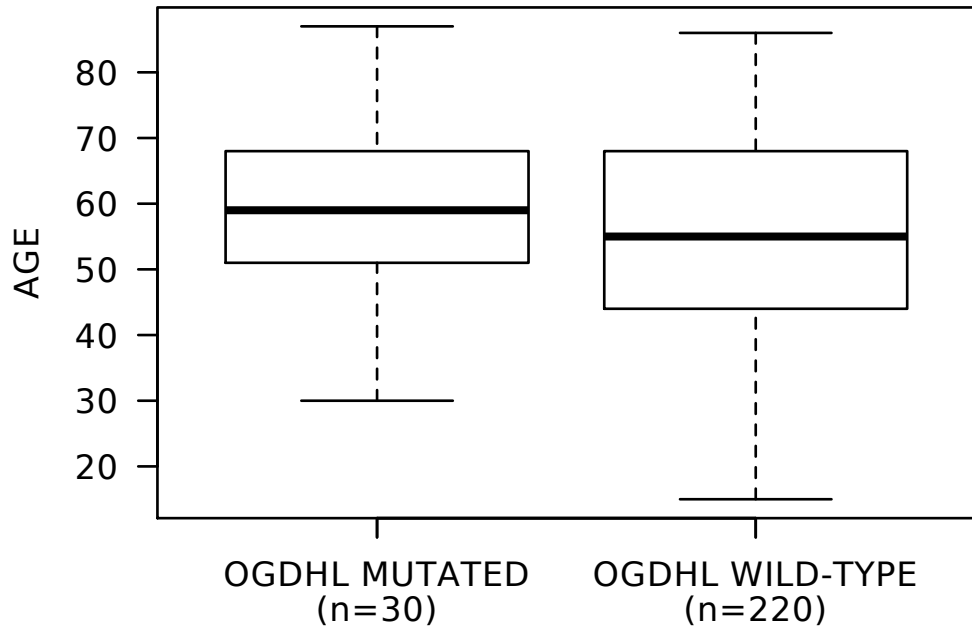 AGE
80
70
60
50
40
30
20
OGDHL MUTATED
(n=30)
OGDHL WILD-TYPE
(n=220)